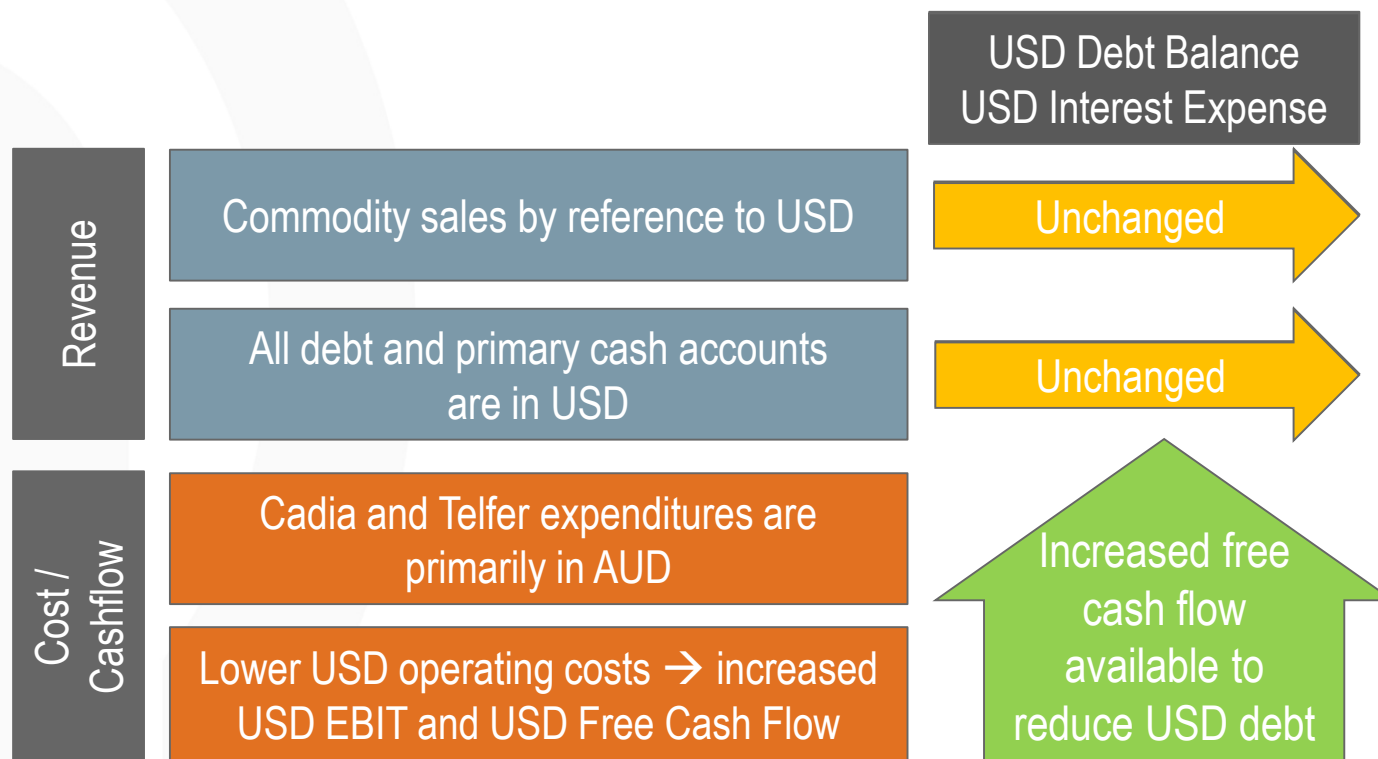 USD Debt Balance
USD Interest Expense
Revenue
Commodity sales by reference to USD
Unchanged
All debt and primary cash accounts
are in USD
Unchanged
Cost /
Cashflow
Cadia and Telfer expenditures are
primarily in AUD
Lower USD operating costs → increased
USD EBIT and USD Free Cash Flow
Increased free
cash flow
available to
reduce USD debt